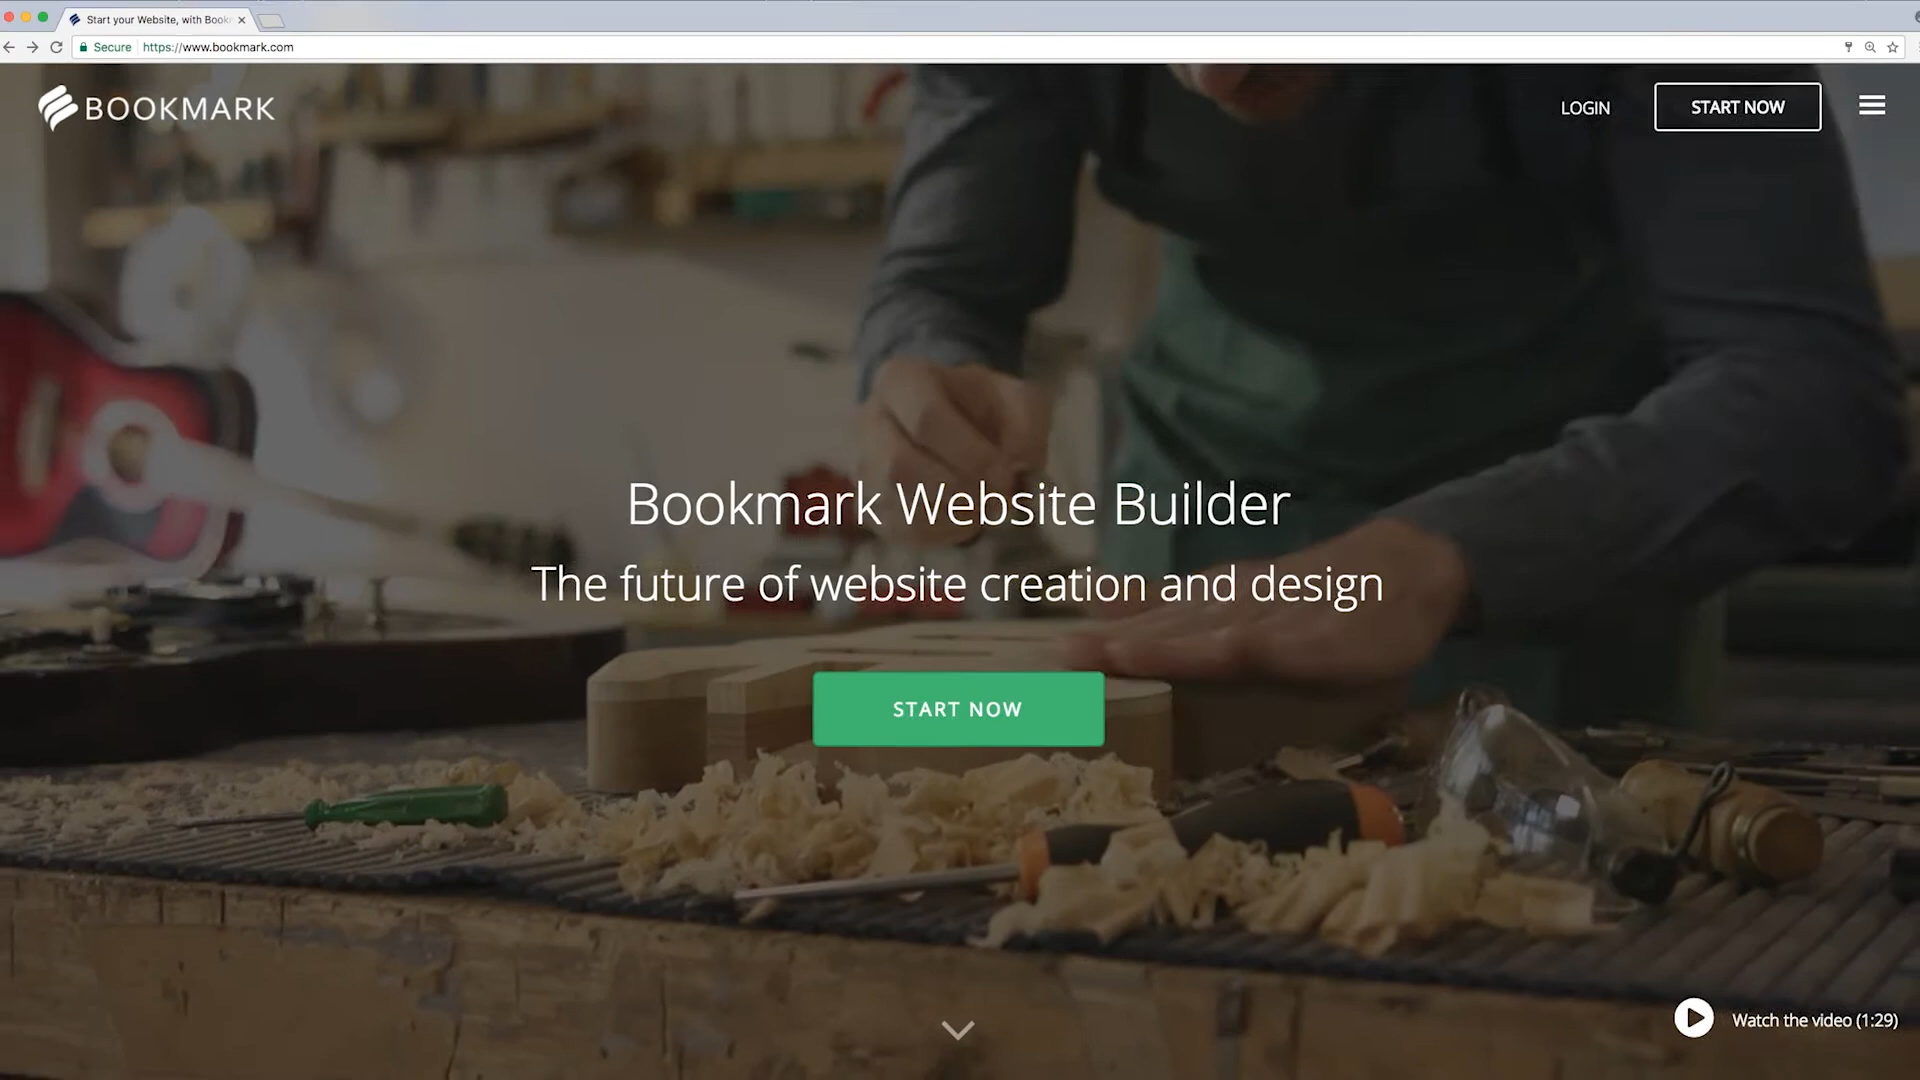 Start your Website, with Book
Secure https://www.bookmark.com
BOOKMARK
LOGIN
START NOW
Bookmark Website Builder
The future of website creation and design
START NOW
Watch the video (1:29)